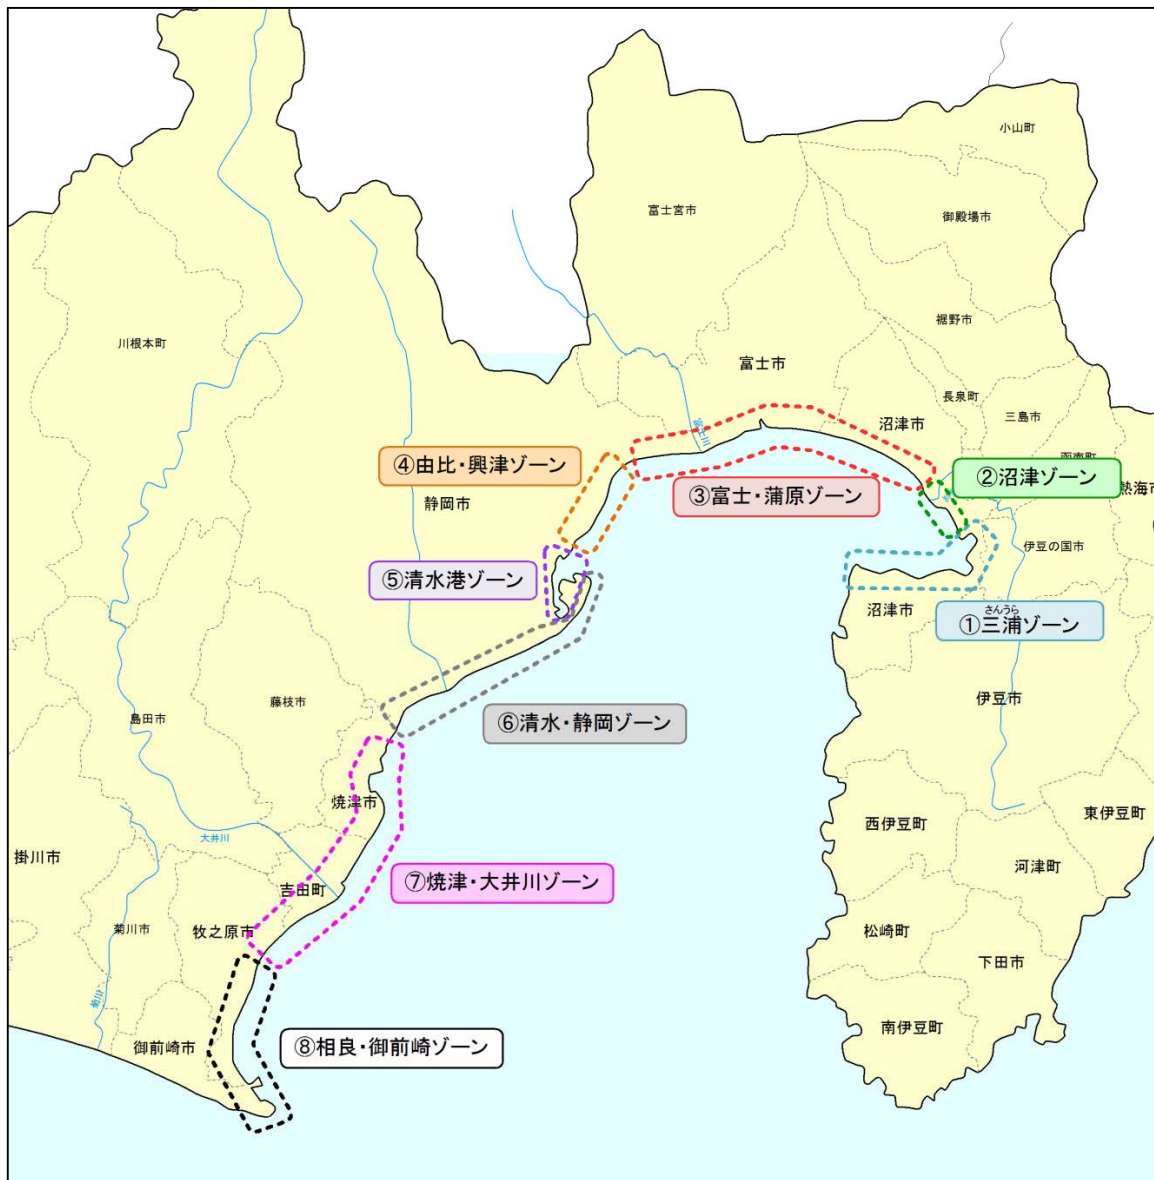 小山町
富士宮市
御殿場市
裾野市
川根本町
富士市
長泉町
三島市
沼津市
富士川
函南町
④由比・興津ゾーン
②沼津ゾーン
熱海市
静岡市
③富士・蒲原ゾーン
伊豆の国市
⑤清水港ゾーン
沼津市
さんうら
①三浦ゾーン
伊豆市
藤枝市
島田市
⑥清水・静岡ゾーン
焼津市
西伊豆町
東伊豆町
大井川
掛川市
河津町
⑦焼津・大井川ゾーン
吉田町
菊川市
牧之原市
松崎町
下田市
菊川
南伊豆町
御前崎市
⑧相良・御前崎ゾーン